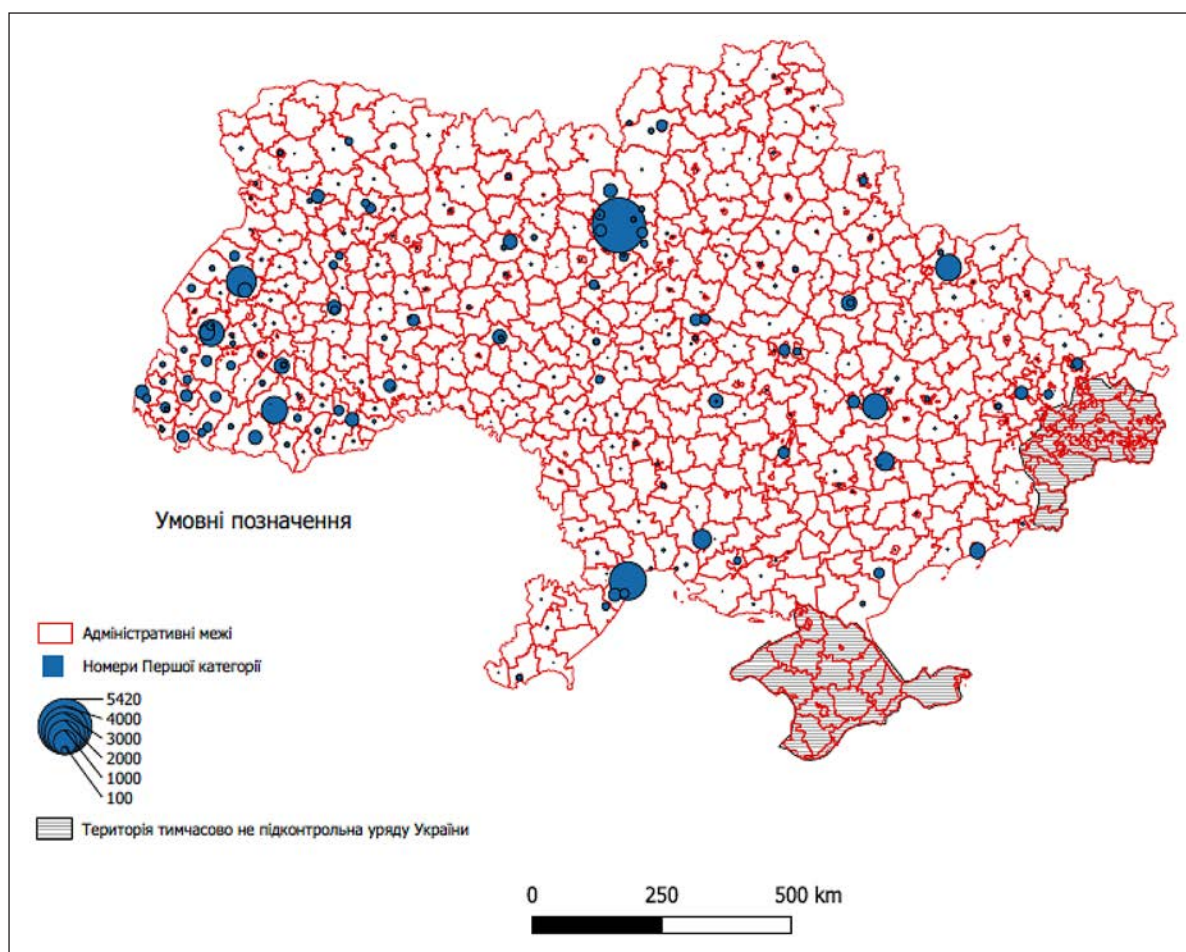 Умовні позначення
Адміністративні межі
Номери Першої категорії
5420
4000
3000
2000
1000
100
Територія тимчасово не підконтрольна уряду України
0 250 500 km